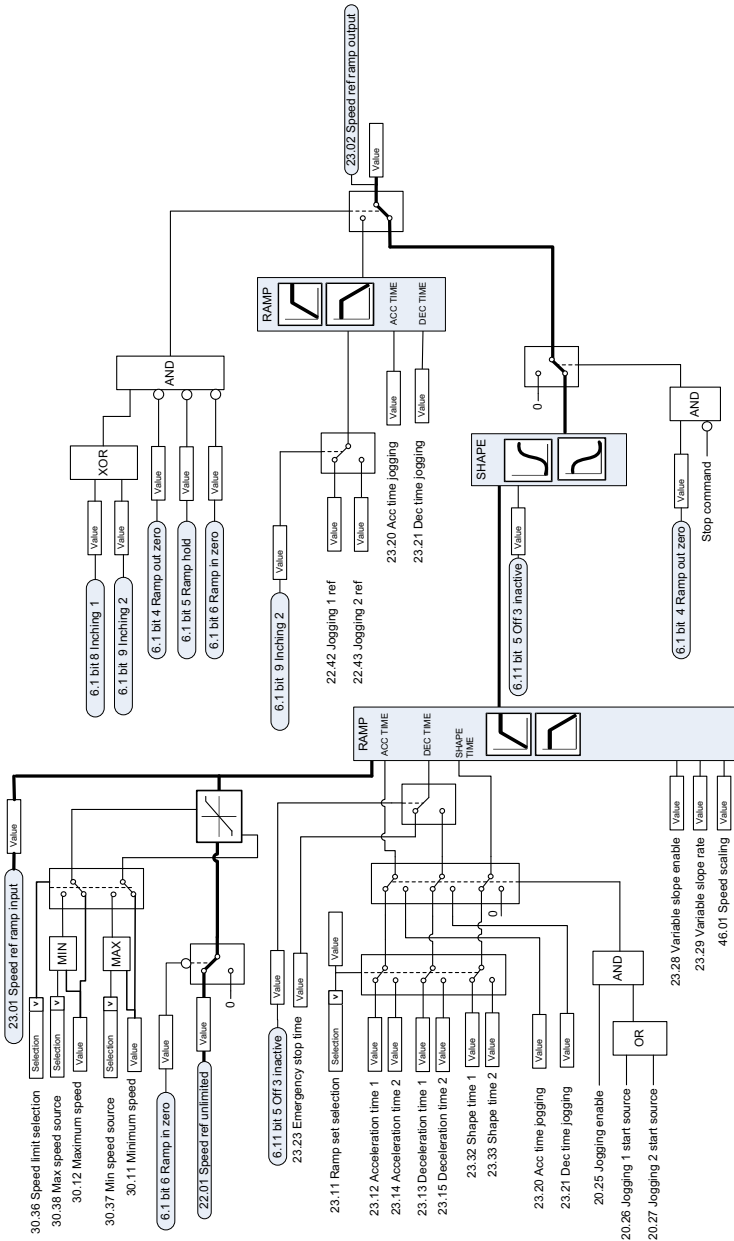 23.01 Speed ref ramp input
Value
30.36 Speed limit selection
Selection
v
30.38 Max speed source
Selection
v
30.12 Maximum speed
Value
MIN
30.37 Min speed source
Selection
v
30.11 Minimum speed
Value
MAX
6.1 bit 6 Ramp in zero
Value
22.01 Speed ref unlimited
Value
0
6.11 bit 5 Off 3 inactive
Value
23.23 Emergency stop time
Value
23.11 Ramp set selection
Selection
v
Value
23.12 Acceleration time 1
Value
23.14 Acceleration time 2
Value
23.13 Deceleration time 1
Value
23.15 Deceleration time 2
Value
23.32 Shape time 1
Value
23.33 Shape time 2
Value
0
23.20 Acc time jogging
Value
23.21 Dec time jogging
Value
20.25 Jogging enable
AND
20.26 Jogging 1 start source
OR
20.27 Jogging 2 start source
RAMP
ACC TIME
DEC TIME
SHAPE
TIME
23.28 Variable slope enable
Value
23.29 Variable slope rate
Value
46.01 Speed scaling
Value
6.1 bit 8 Inching 1
Value
6.1 bit  9 Inching 2
Value
XOR
6.1 bit 4 Ramp out zero
Value
6.1 bit 5 Ramp hold
Value
6.1 bit 6 Ramp in zero
Value
AND
6.1 bit  9 Inching 2
Value
22.42 Jogging 1 ref
Value
22.43 Jogging 2 ref
Value
23.20 Acc time jogging
Value
23.21 Dec time jogging
Value
RAMP
ACC TIME
DEC TIME
SHAPE
6.11 bit  5 Off 3 inactive
Value
0
6.1 bit  4 Ramp out zero
Value
AND
Stop command
23.02 Speed ref ramp output
Value